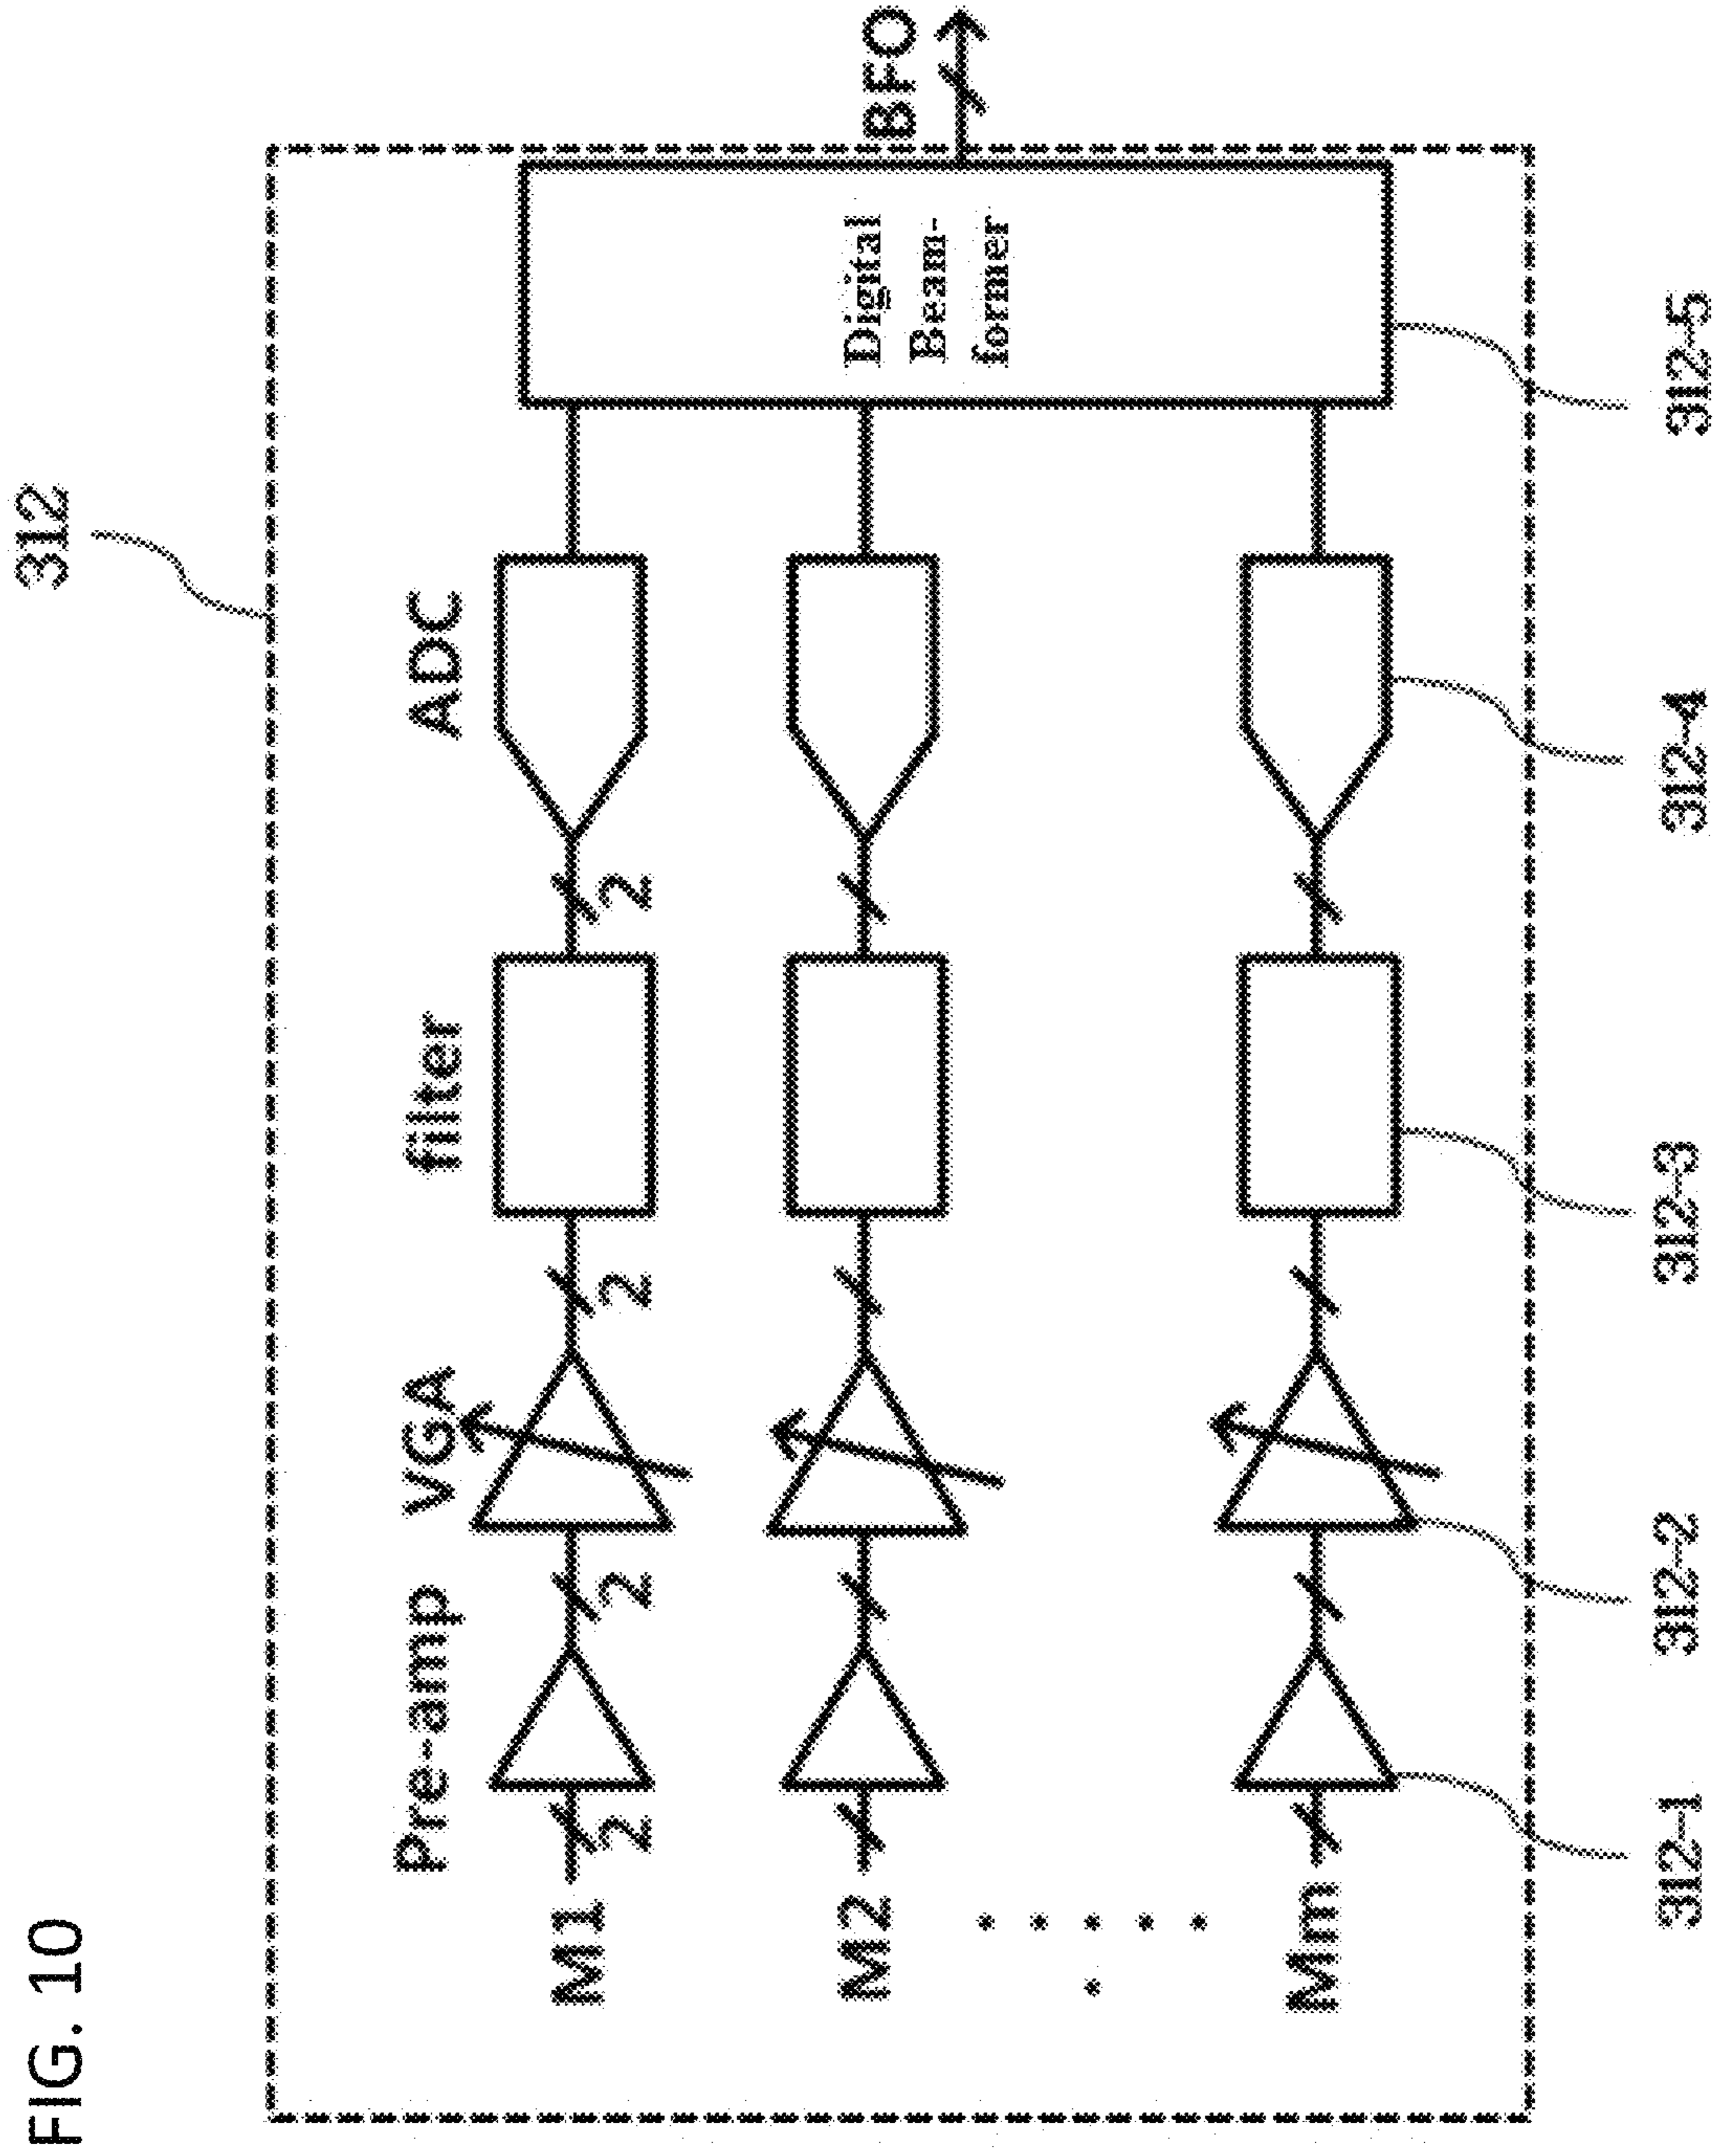 FIG. 10
312
Pre-amp
VGA
filter
ADC
BFO
M1
2
2
2
2
M2
Mm
Digital
Beam-
former
312-1
312-2
312-3
312-4
312-5